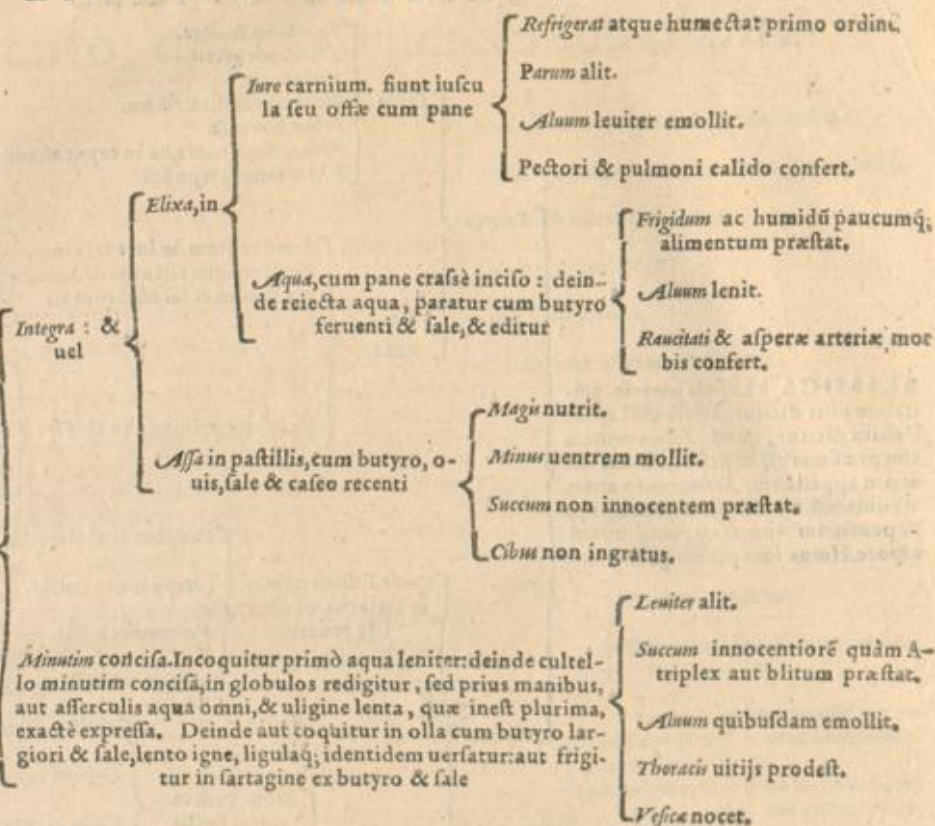 Refrigerat atque humectat primo ordine.
Parum alit.
Iure carnium. fiunt iuscu
la seu offæ cum pane
Aluum leuiter emollit.
Pectori & pulmoni calido confert.
Elixa, in
Frigidum ac humidū paucumq́;
alimentum præstat.
Aqua, cum pane crassè inciso : dein-
de reiecta aqua, paratur cum butyro
feruenti & sale, & editur
Aluum lenit.
Raucitati & asperæ arteriæ mor
bis confert.
Integra : &
uel
Magis nutrit.
Assa in pastillis, cum butyro, o-
uis, sale & caseo recenti
Minus uentrem mollit.
Succum non innocentem præstat.
Cibus non ingratus.
Leuiter alit.
Minutim concisa. Incoquitur primò aqua leniter: deinde cultel-
lo minutim concisa, in globulos redigitur, sed prius manibus,
aut asserculis aqua omni, & uligine lenta, quæ inest plurima,
exactè expressa. Deinde aut coquitur in olla cum butyro lar-
giori & sale, lento igne, ligulaq́; identidem uersatur: aut frigi-
tur in sartagine ex butyro & sale
Succum innocentiorē quàm A-
triplex aut blitum præstat.
Aluum quibusdam emollit.
Thoracis uitijs prodest.
Vesicæ nocet.